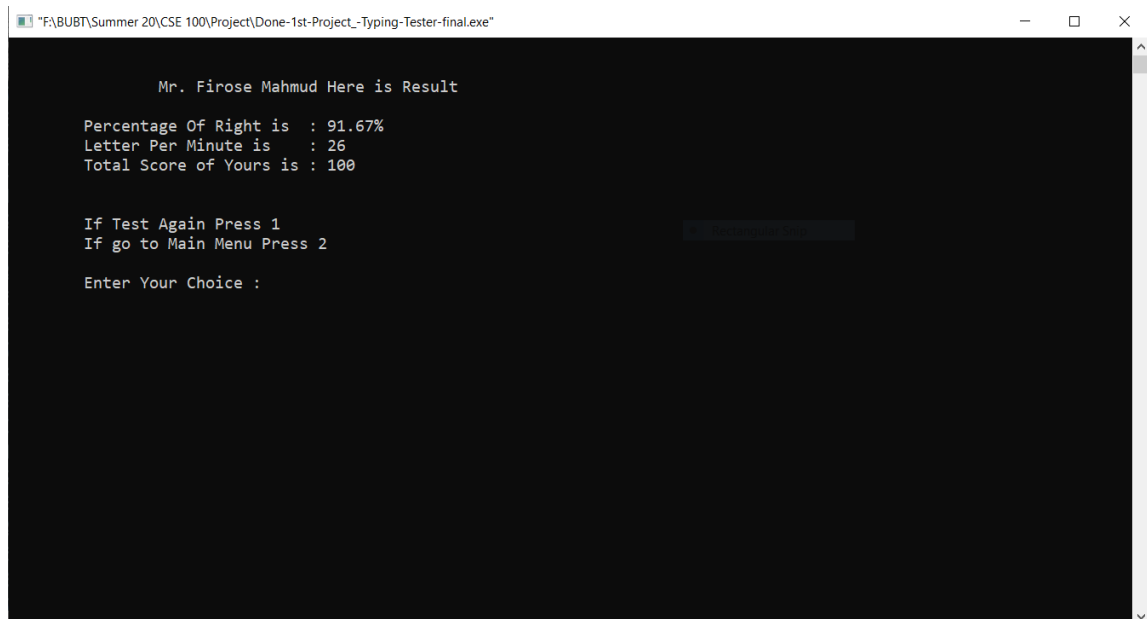 "F:\BUBT\Summer 20\CSE 100\Project\Done-1st-Project_-Typing-Tester-final.exe"
Mr. Firose Mahmud Here is Result
Percentage Of Right is : 91.67%
Letter Per Minute is : 26
Total Score of Yours is : 100
If Test Again Press 1
If go to Main Menu Press 2
Enter Your Choice :